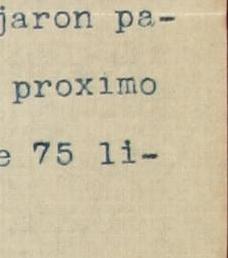 jaron pa-
proximo
e 75 li-